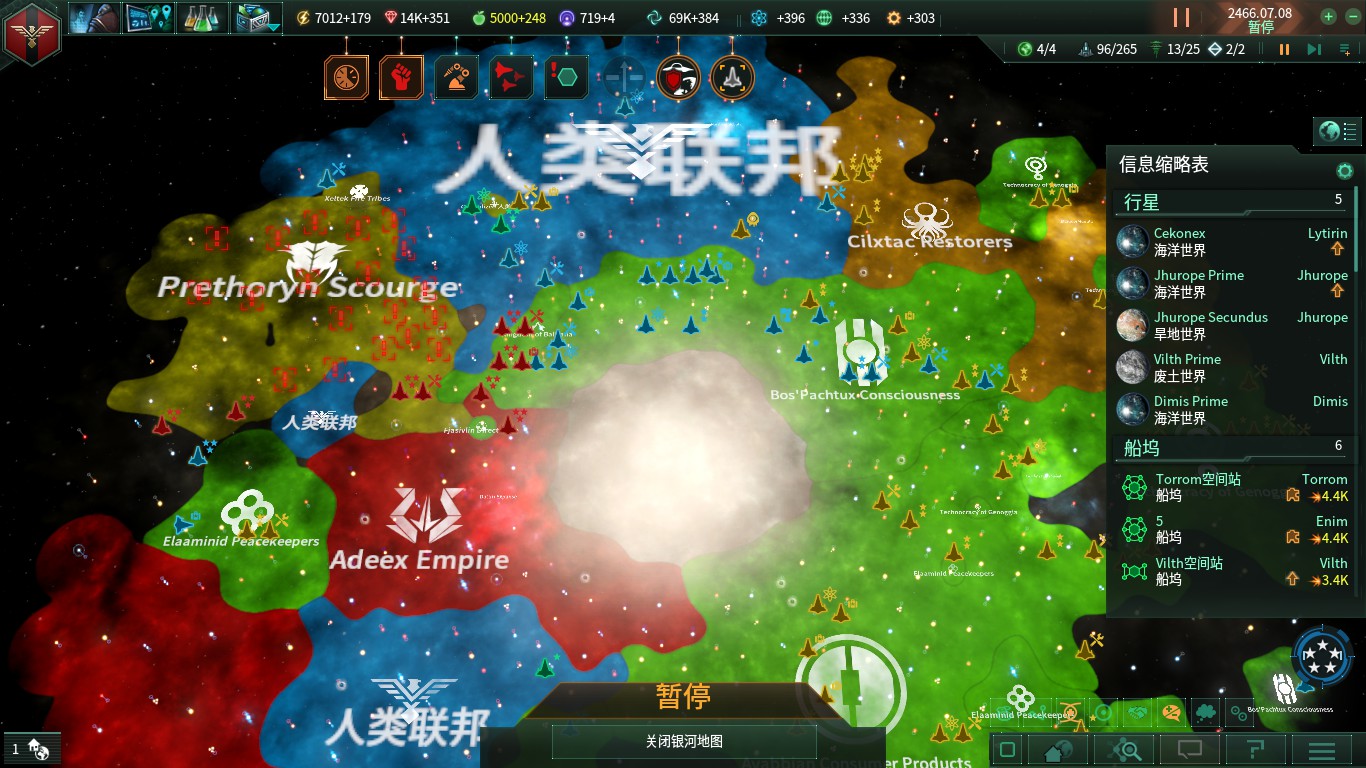 7012+179
14K+351
5000+248
719+4
69K+384
+396
+336
+303
2466.07.08
暂停
4/4
96/265
13/25
2/2
人类联邦
Keltek Fire Tribes
Technocracy of Genoggia
Cilxtac Restorers
Prethoryn Scourge
信息缩略表
行星 5
Cekonex Lytirin
海洋世界
Jhurope Prime Jhurope
海洋世界
Jhurope Secundus Jhurope
旱地世界
Vilth Prime Vilth
废土世界
Dimis Prime Dimis
海洋世界
船坞 6
Torrom空间站 Torrom
船坞 4.4K
5 Enim
船坞 4.4K
Vilth空间站 Vilth
船坞 3.4K
Bos'Pachtux Consciousness
人类联邦
Technocracy of Genoggia
Elaaminid Peacekeepers
Adeex Empire
Elaaminid Peacekeepers
暂停
人类联邦
关闭银河地图
Elaaminid Peacekeepers
Bos'Pachtux Consciousness
Avabbian Consumer Products
1